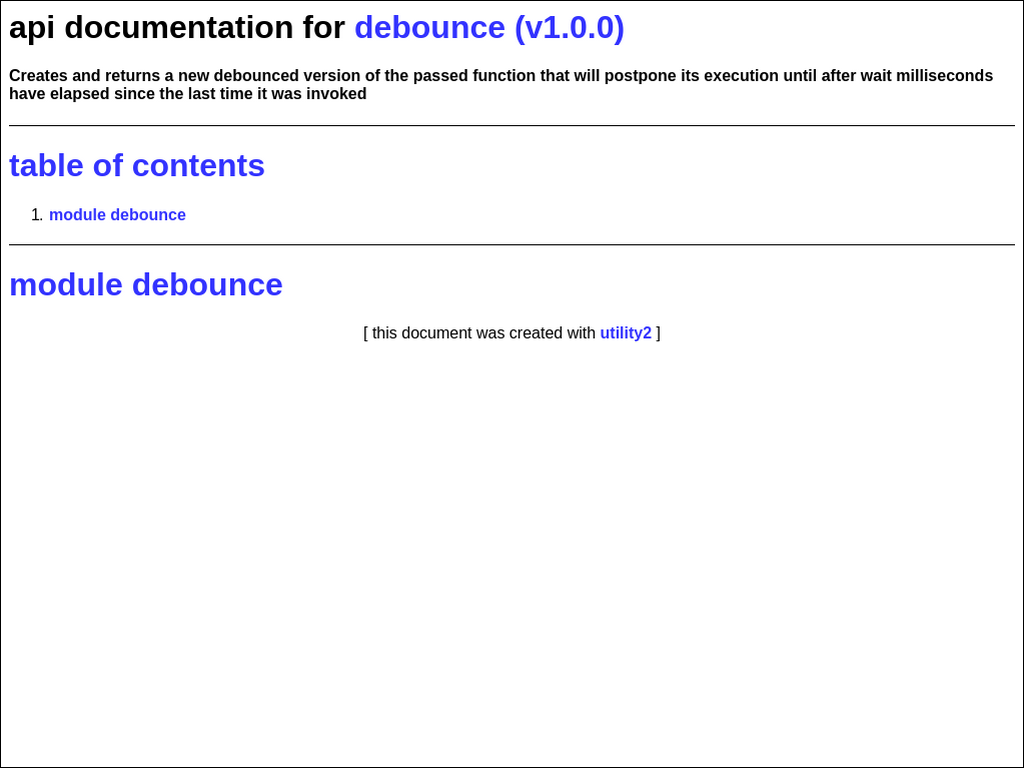 api documentation for debounce (v1.0.0)
Creates and returns a new debounced version of the passed function that will postpone its execution until after wait milliseconds
have elapsed since the last time it was invoked
table of contents
1. module debounce
module debounce
[ this document was created with utility2 ]